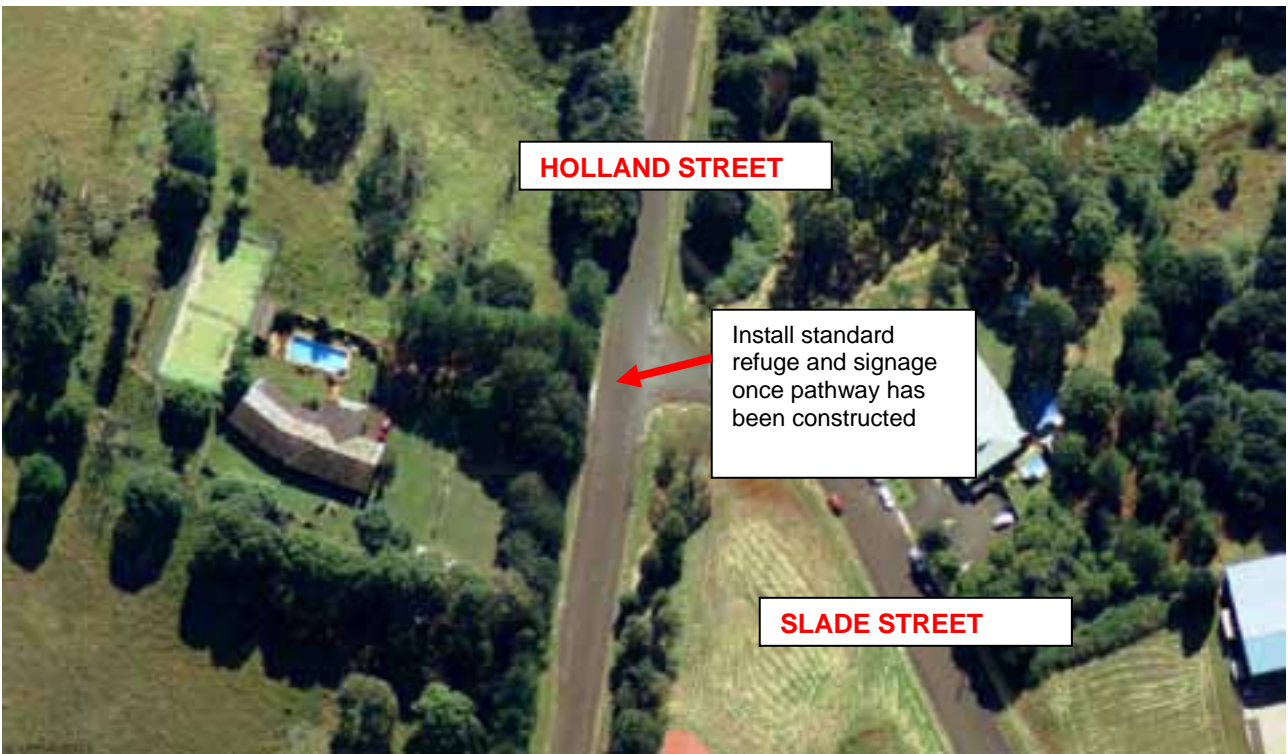 HOLLAND STREET
Install standard
refuge and signage
once pathway has
been constructed
SLADE STREET